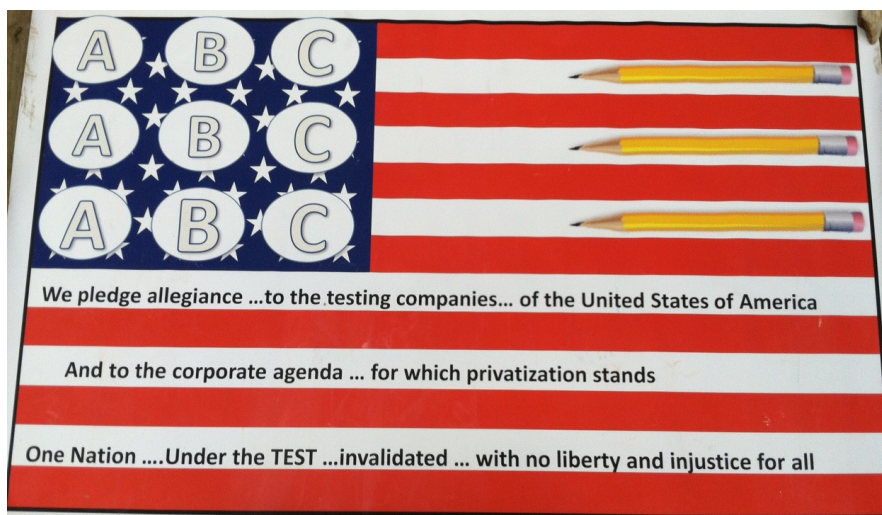 A B C
A B C
A B C
We pledge allegiance ...to the testing companies... of the United States of America
And to the corporate agenda ... for which privatization stands
One Nation ....Under the TEST ...invalidated ... with no liberty and injustice for all